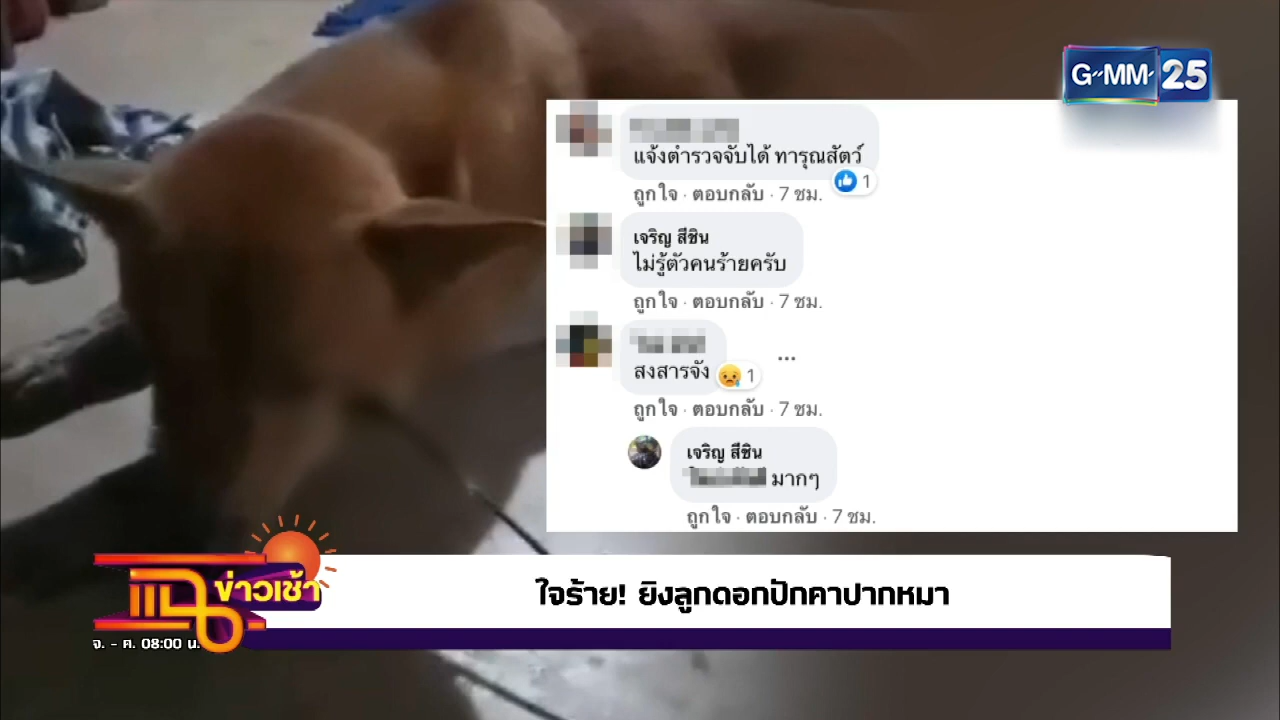 G-MM 25
แจ้งตำรวจจับได้ ทารุณสัตว์
1
ถูกใจ · ตอบกลับ · 7 ชม.
เจริญ สีชิน
ไม่รู้ตัวคนร้ายครับ
ถูกใจ · ตอบกลับ · 7 ชม.
...
สงสารจัง
1
ถูกใจ · ตอบกลับ · 7 ชม.
เจริญ สีชิน
มากๆ
ถูกใจ · ตอบกลับ · 7 ชม.
แฉ ข่าวเช้า
จ. - ศ. 08:00 น.
ใจร้าย! ยิงลูกดอกปักคาปากหมา